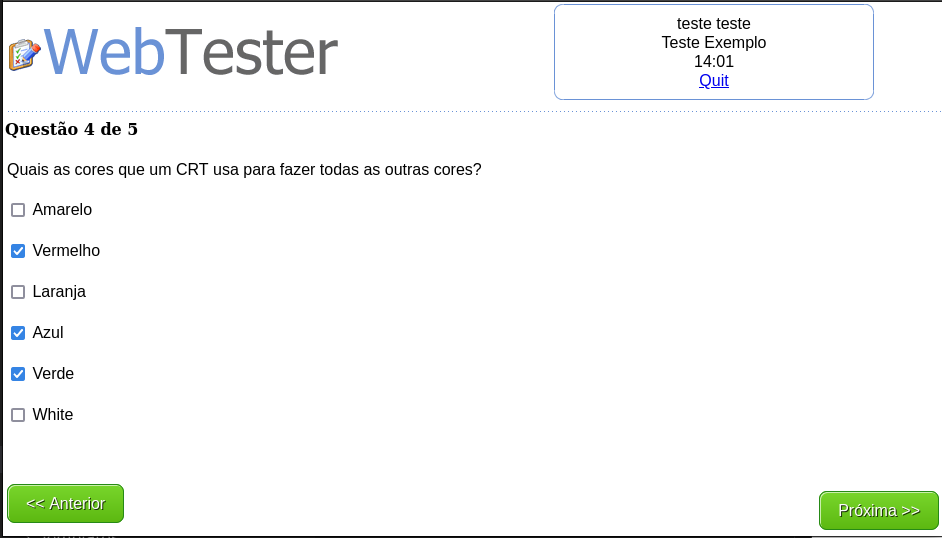 WebTester
teste teste
Teste Exemplo
14:01
Quit
Questão 4 de 5
Quais as cores que um CRT usa para fazer todas as outras cores?
Amarelo
Vermelho
Laranja
Azul
Verde
White
<< Anterior
Próxima >>